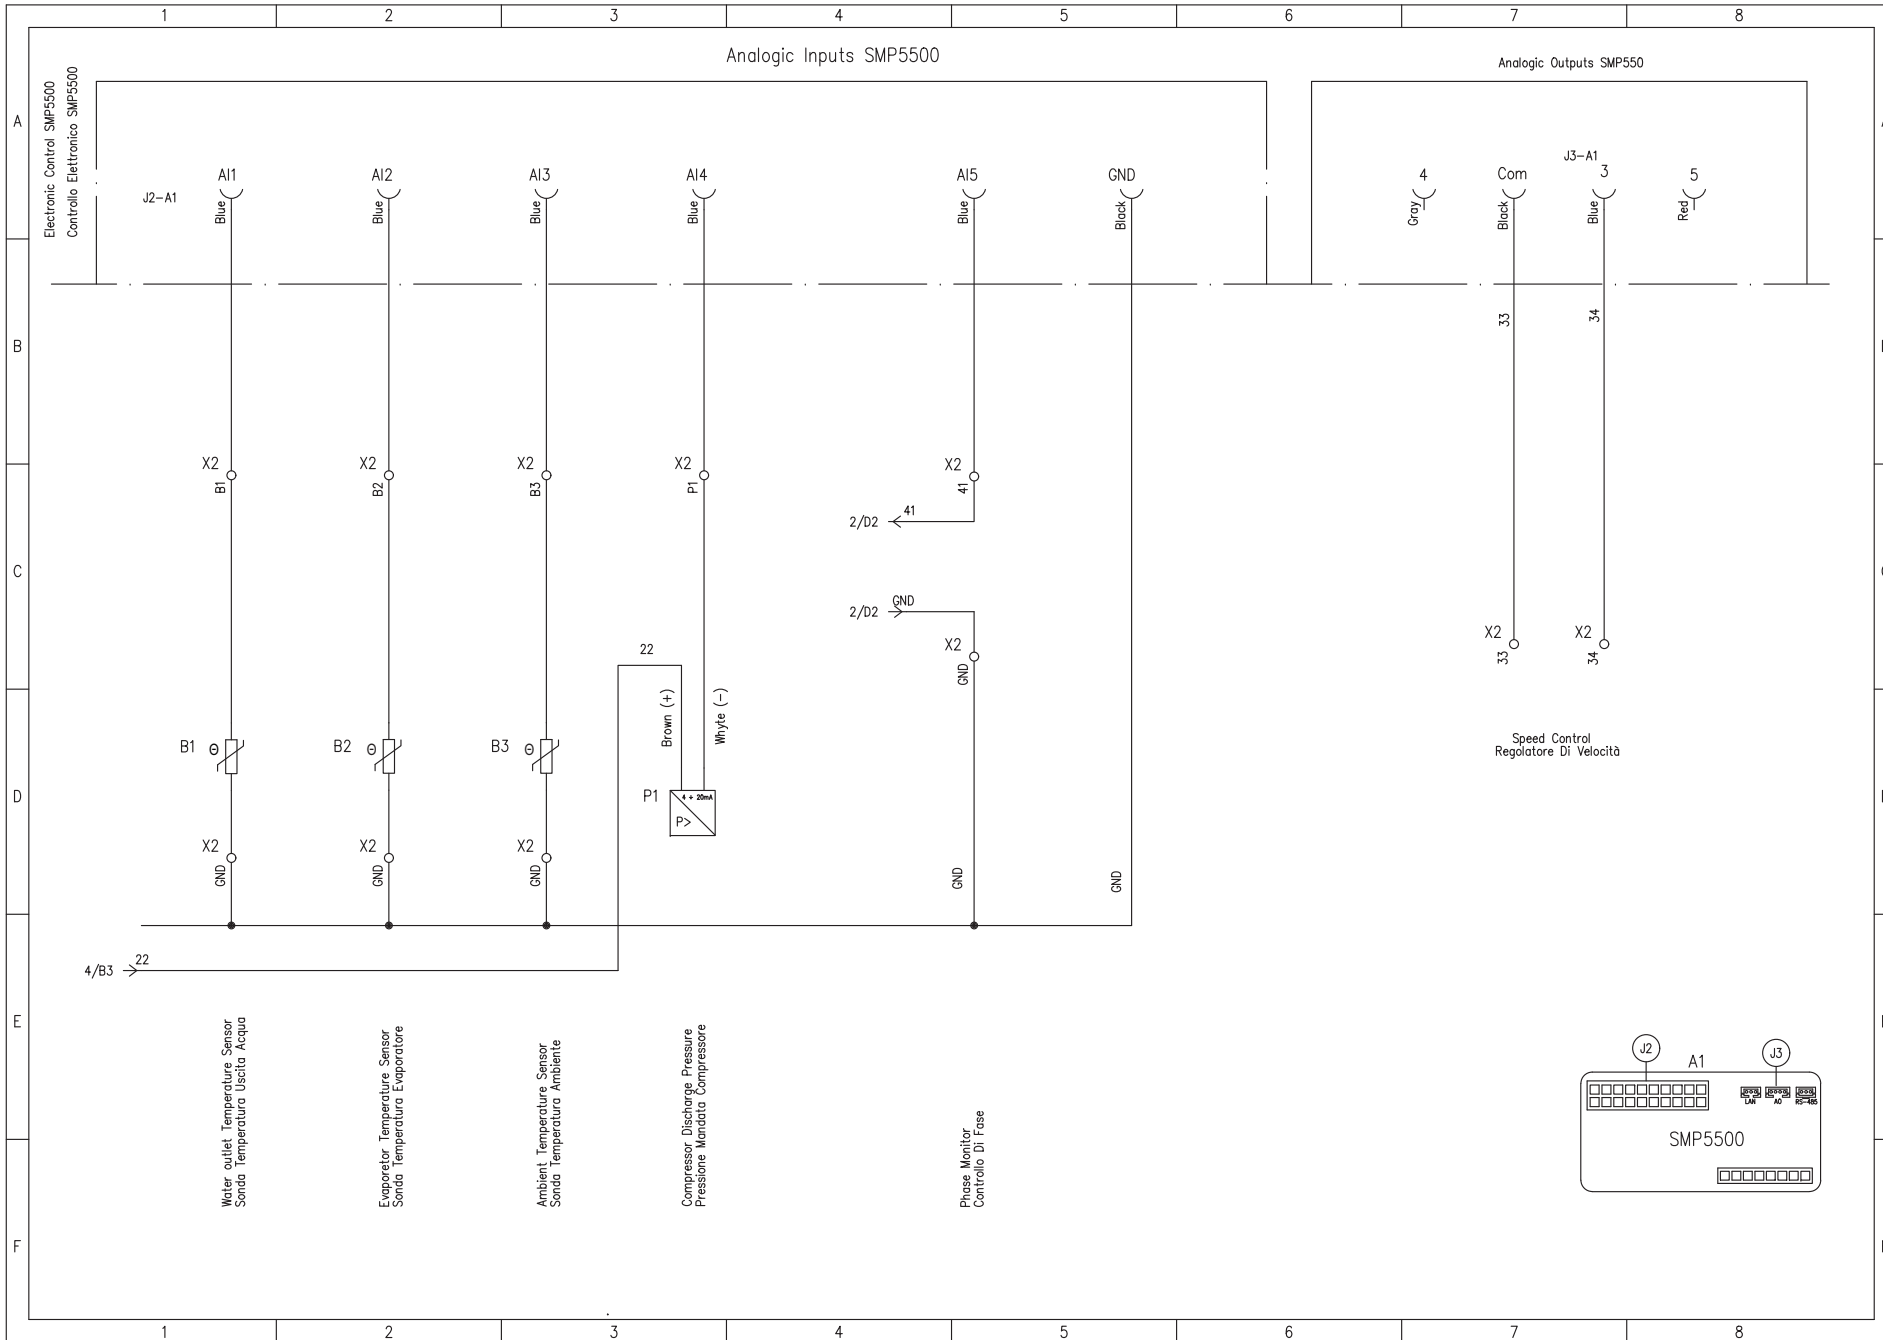 1 2 3 4 5 6 7 8
Analogic Inputs SMP5500
Analogic Outputs SMP550
Electronic Control SMP5500
Controllo Elettronico SMP5500
A
J2-A1
AI1 AI2 AI3 AI4 AI5 GND
Blue Blue Blue Blue Blue Black
J3-A1
4 Com 3 5
Gray Black Blue Red
B
33 34
X2 X2 X2 X2 X2
B1 B2 B3 P1 41
2/D2 41
C
2/D2 GND
X2
GND
X2 X2
33 34
22
Brown (+)
Whyte (-)
Speed Control
Regolatore Di Velocità
B1 Θ B2 Θ B3 Θ
D
P1
4 ÷ 20mA
P>
X2 X2 X2
GND GND GND GND GND
4/B3 22
E
Water outlet Temperature Sensor
Sonda Temperatura Uscita Acqua
Evaporetor Temperature Sensor
Sonda Temperatura Evaporatore
Ambient Temperature Sensor
Sonda Temperatura Ambiente
Compressor Discharge Pressure
Pressione Mandata Compressore
Phase Monitor
Controllo Di Fase
J2 A1 J3
LAN AO RS-485
SMP5500
F
1 2 3 4 5 6 7 8